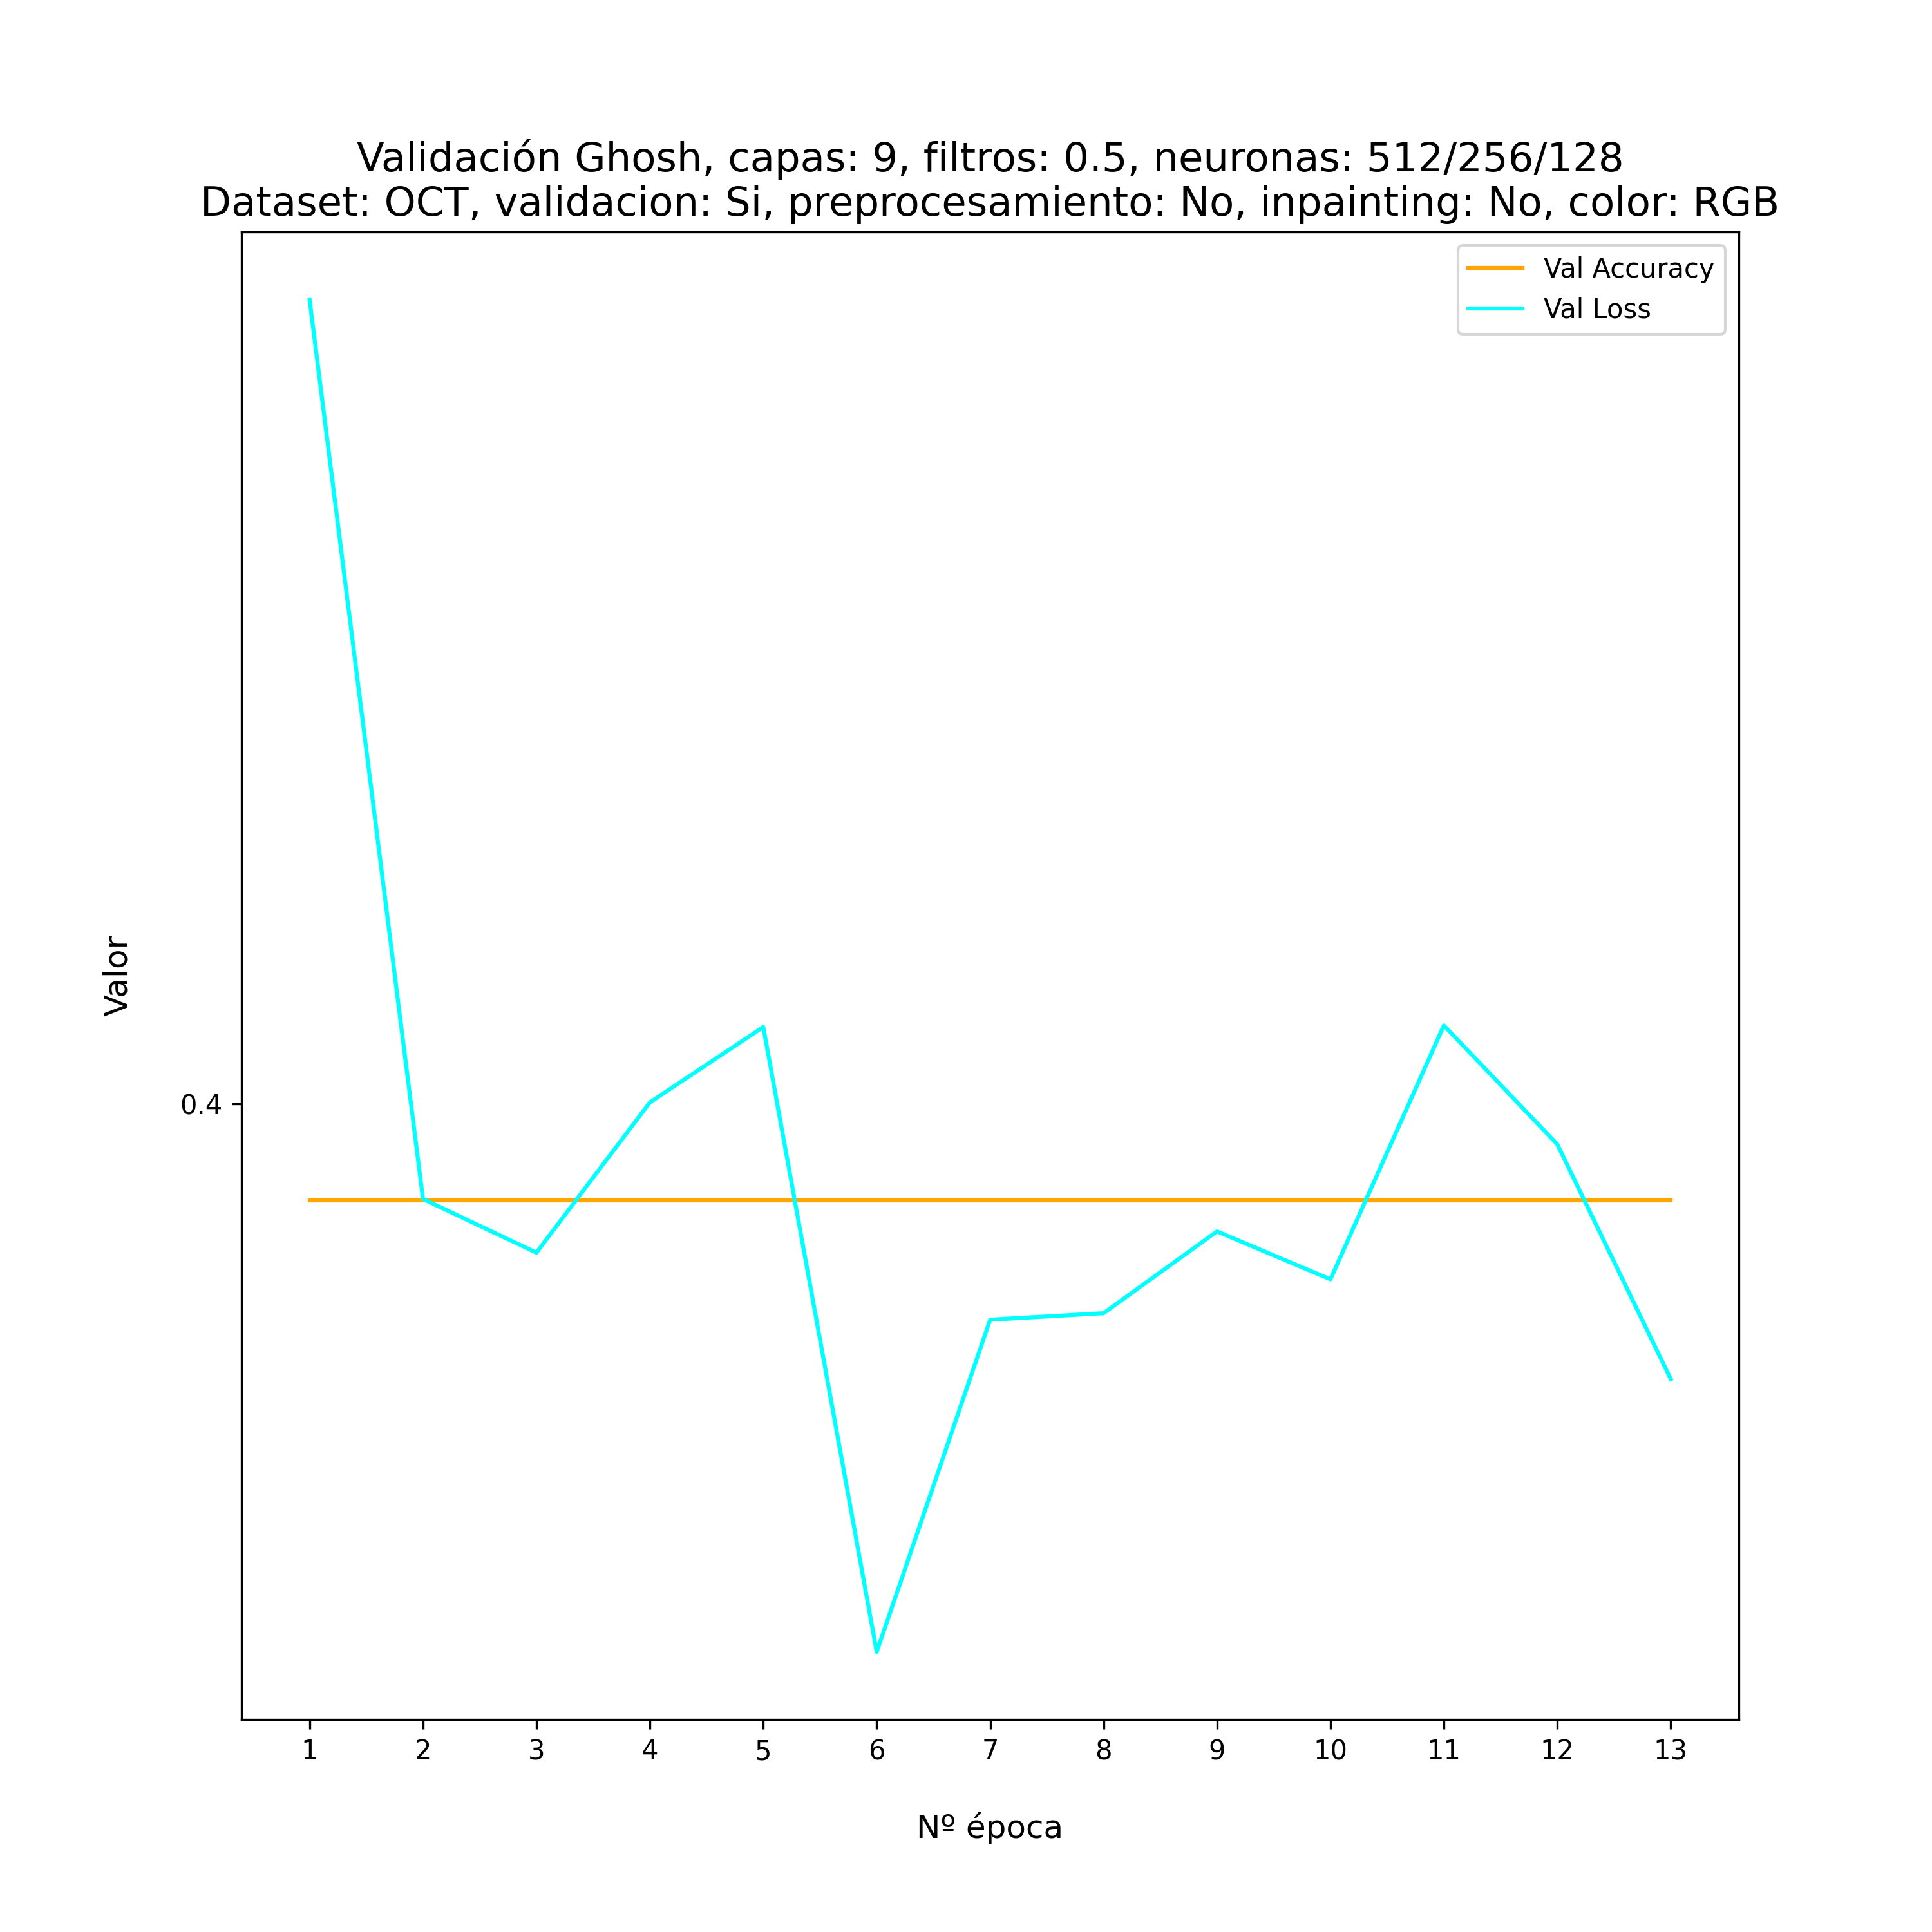 Validación Ghosh, capas: 9, filtros: 0.5, neuronas: 512/256/128
Dataset: OCT, validacion: Si, preprocesamiento: No, inpainting: No, color: RGB
Val Accuracy
Val Loss
Valor
0.4
1 2 3 4 5 6 7 8 9 10 11 12 13
Nº época